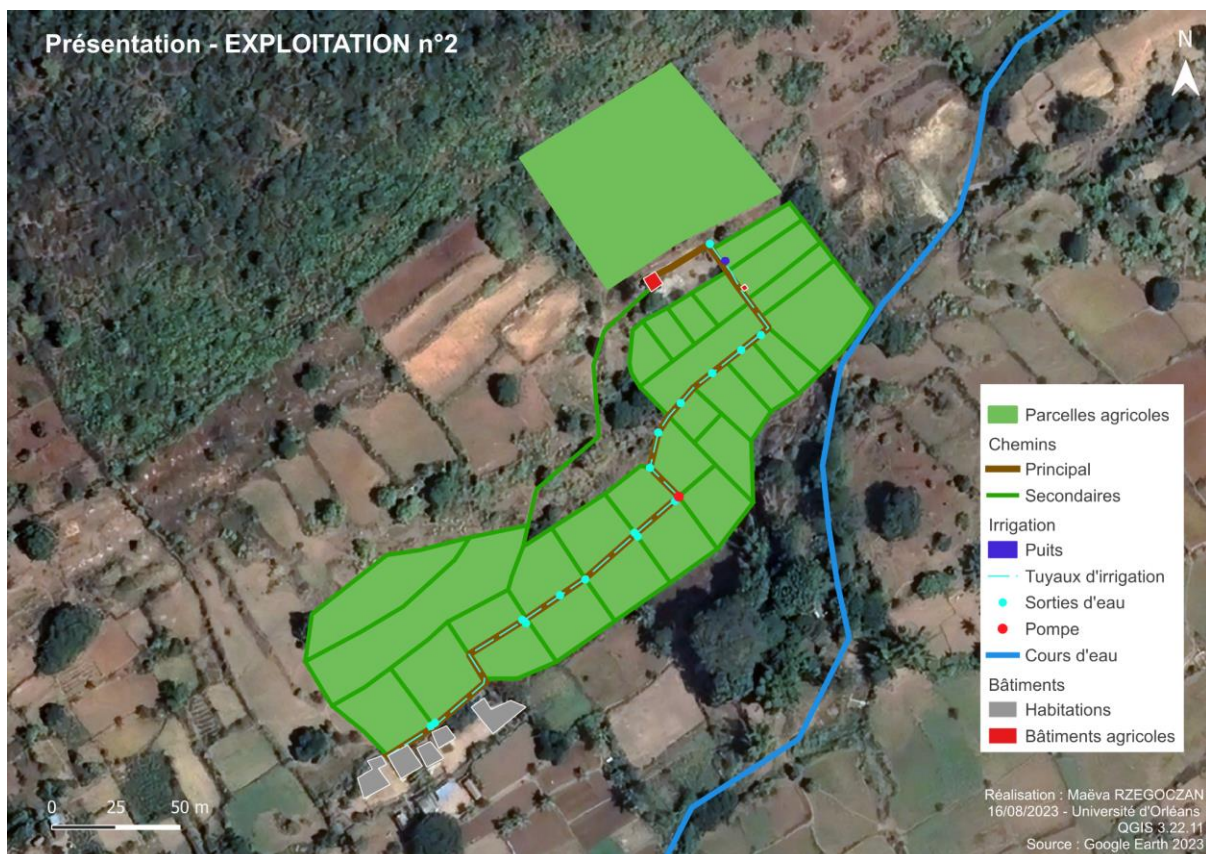 Présentation - EXPLOITATION n°2
N
Parcelles agricoles
Chemins
Principal
Secondaires
Irrigation
Puits
Tuyaux d'irrigation
Sorties d'eau
Pompe
Cours d'eau
Bâtiments
Habitations
Bâtiments agricoles
0 25 50 m
Réalisation : Maëva RZEGOCZAN
16/08/2023 - Université d'Orléans
QGIS 3.22.11
Source : Google Earth 2023